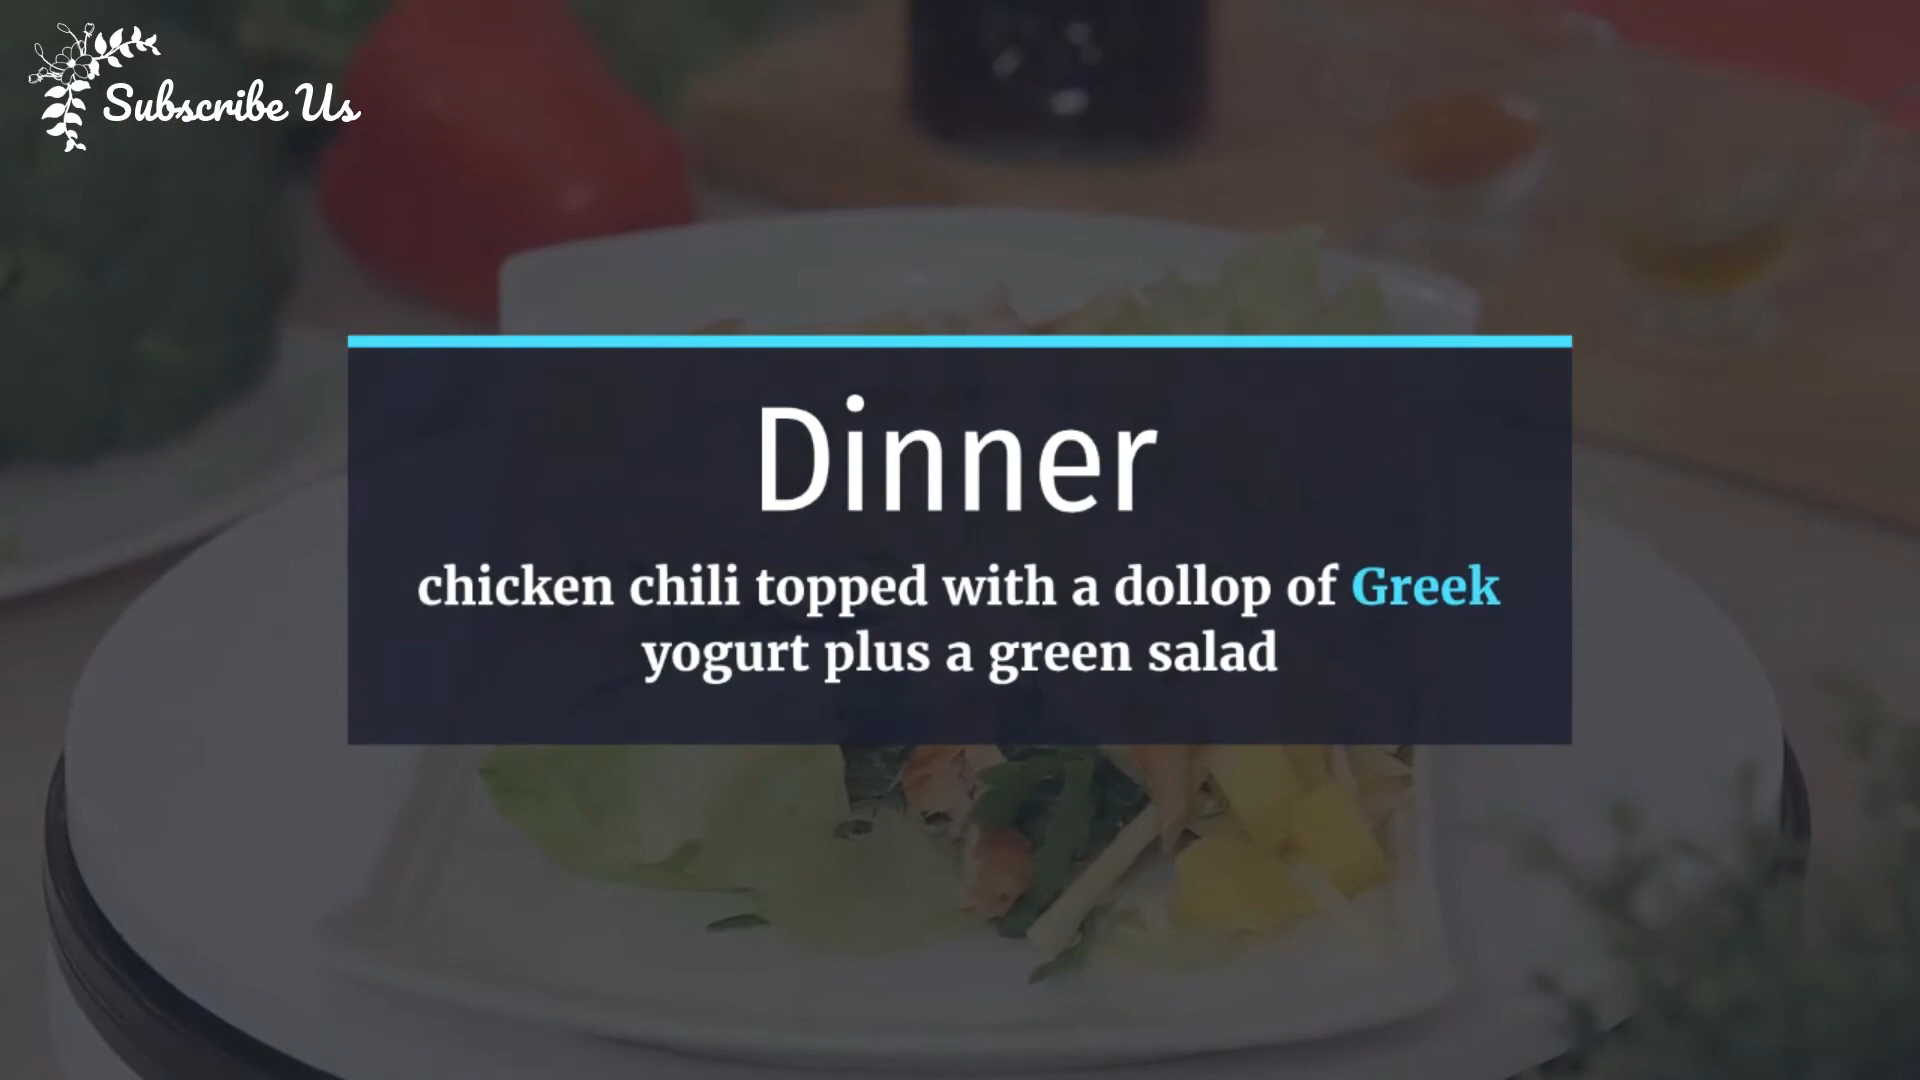 Subscribe Us
Dinner
chicken chili topped with a dollop of Greek
yogurt plus a green salad